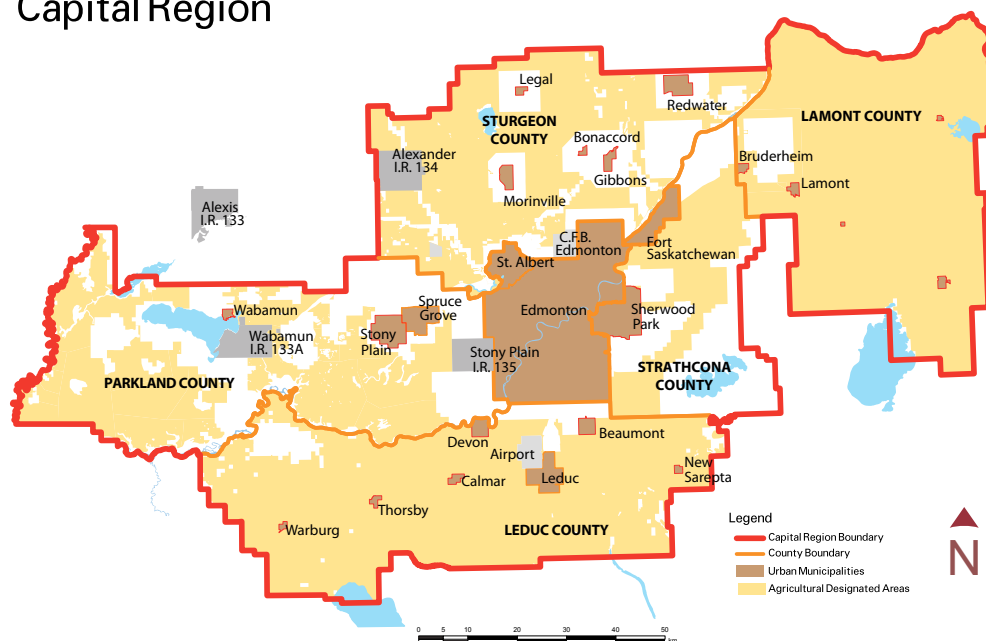 Capital Region
Legal
Redwater
STURGEON
COUNTY
LAMONT COUNTY
Bonaccord
Alexander
I.R. 134
Bruderheim
Gibbons
Lamont
Morinville
Alexis
I.R. 133
C.F.B.
Edmonton
Fort
Saskatchewan
St. Albert
Spruce
Grove
Wabamun
Edmonton
Sherwood
Park
Stony
Plain
Wabamun
I.R. 133A
Stony Plain
I.R. 135
STRATHCONA
COUNTY
PARKLAND COUNTY
Devon
Beaumont
Airport
New
Sarepta
Calmar
Leduc
Thorsby
Warburg
LEDUC COUNTY
Legend
Capital Region Boundary
County Boundary
Urban Municipalities
Agricultural Designated Areas
N
0 5 10 20 30 40 50
km